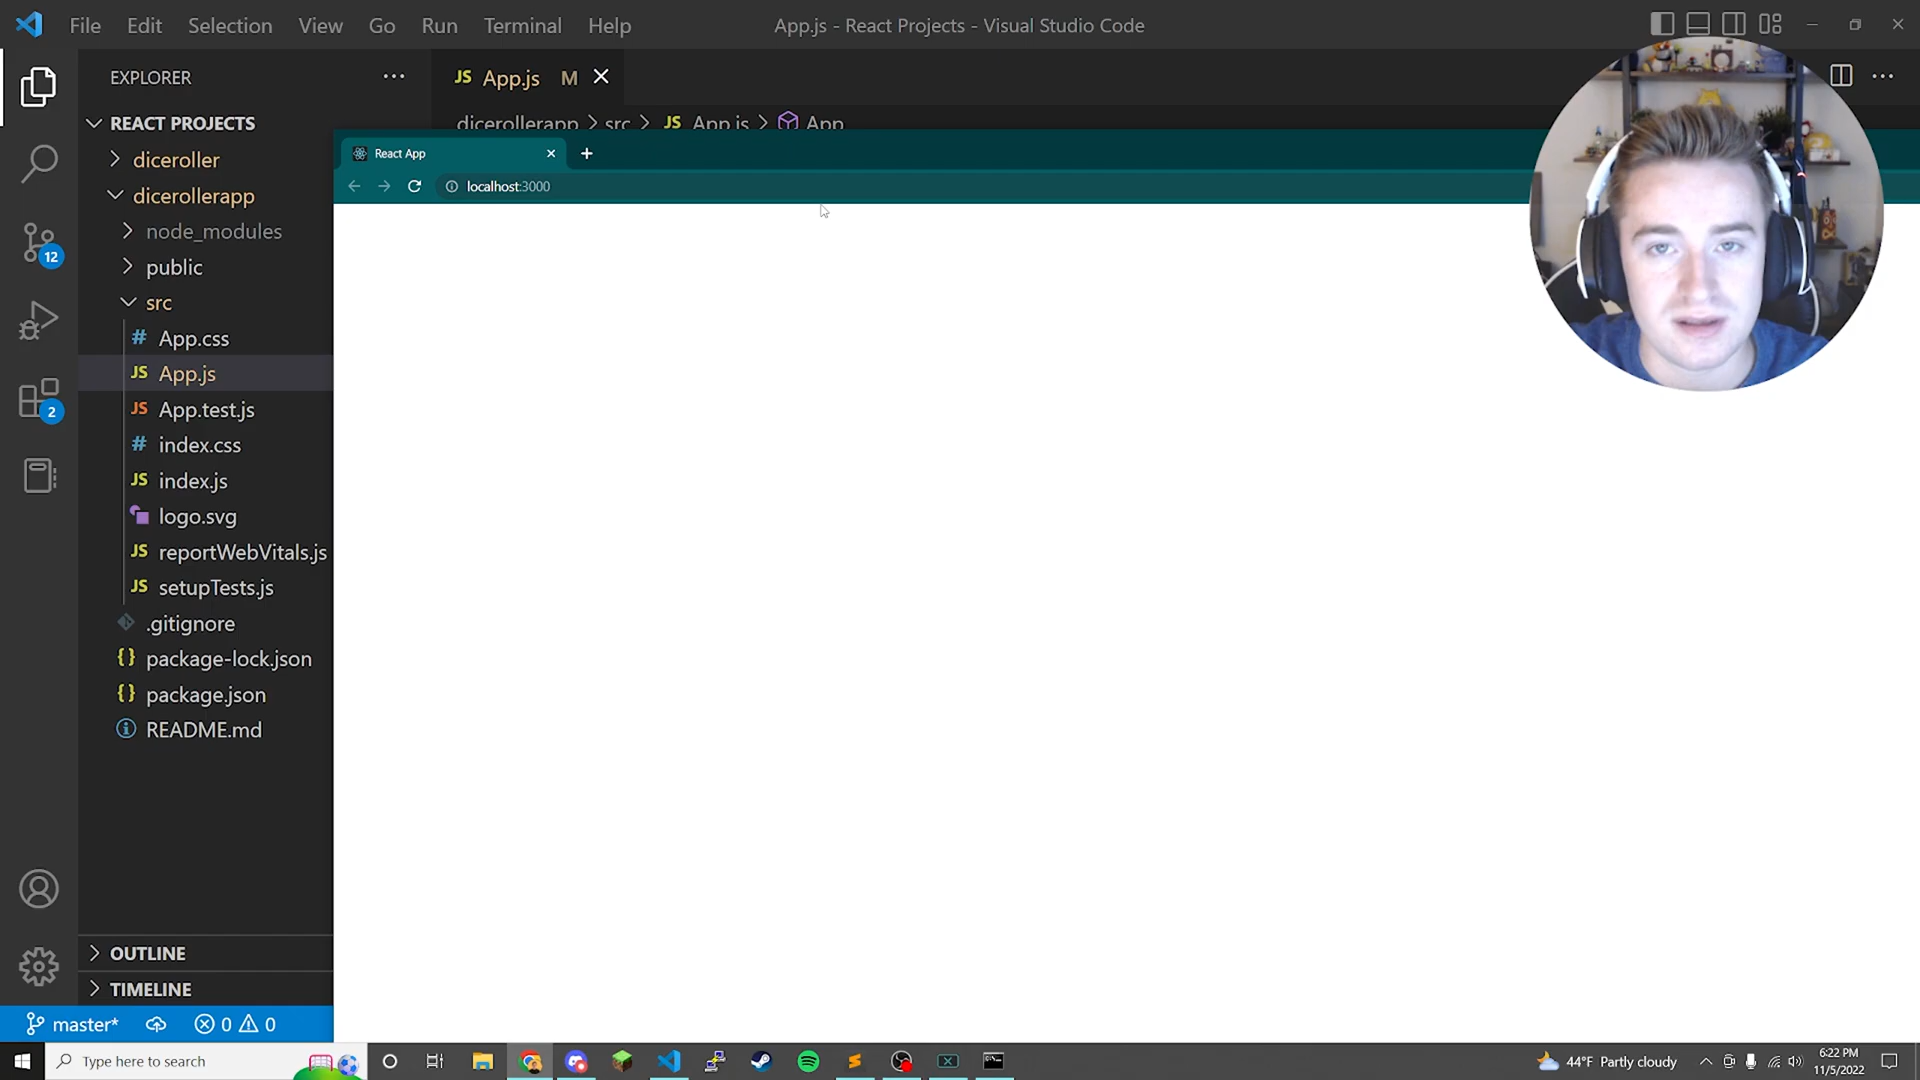 File Edit Selection View Go Run Terminal Help App.js - React Projects - Visual Studio Code
EXPLORER
JS App.js M
REACT PROJECTS
dicerollerapp > src > JS App.js > App
diceroller
React App
dicerollerapp
localhost:3000
node_modules
12
public
src
# App.css
JS App.js
2
JS App.test.js
# index.css
JS index.js
logo.svg
JS reportWebVitals.js
JS setupTests.js
.gitignore
{} package-lock.json
{} package.json
README.md
OUTLINE
TIMELINE
master* 0 0
Type here to search
44°F Partly cloudy
6:22 PM
11/5/2022